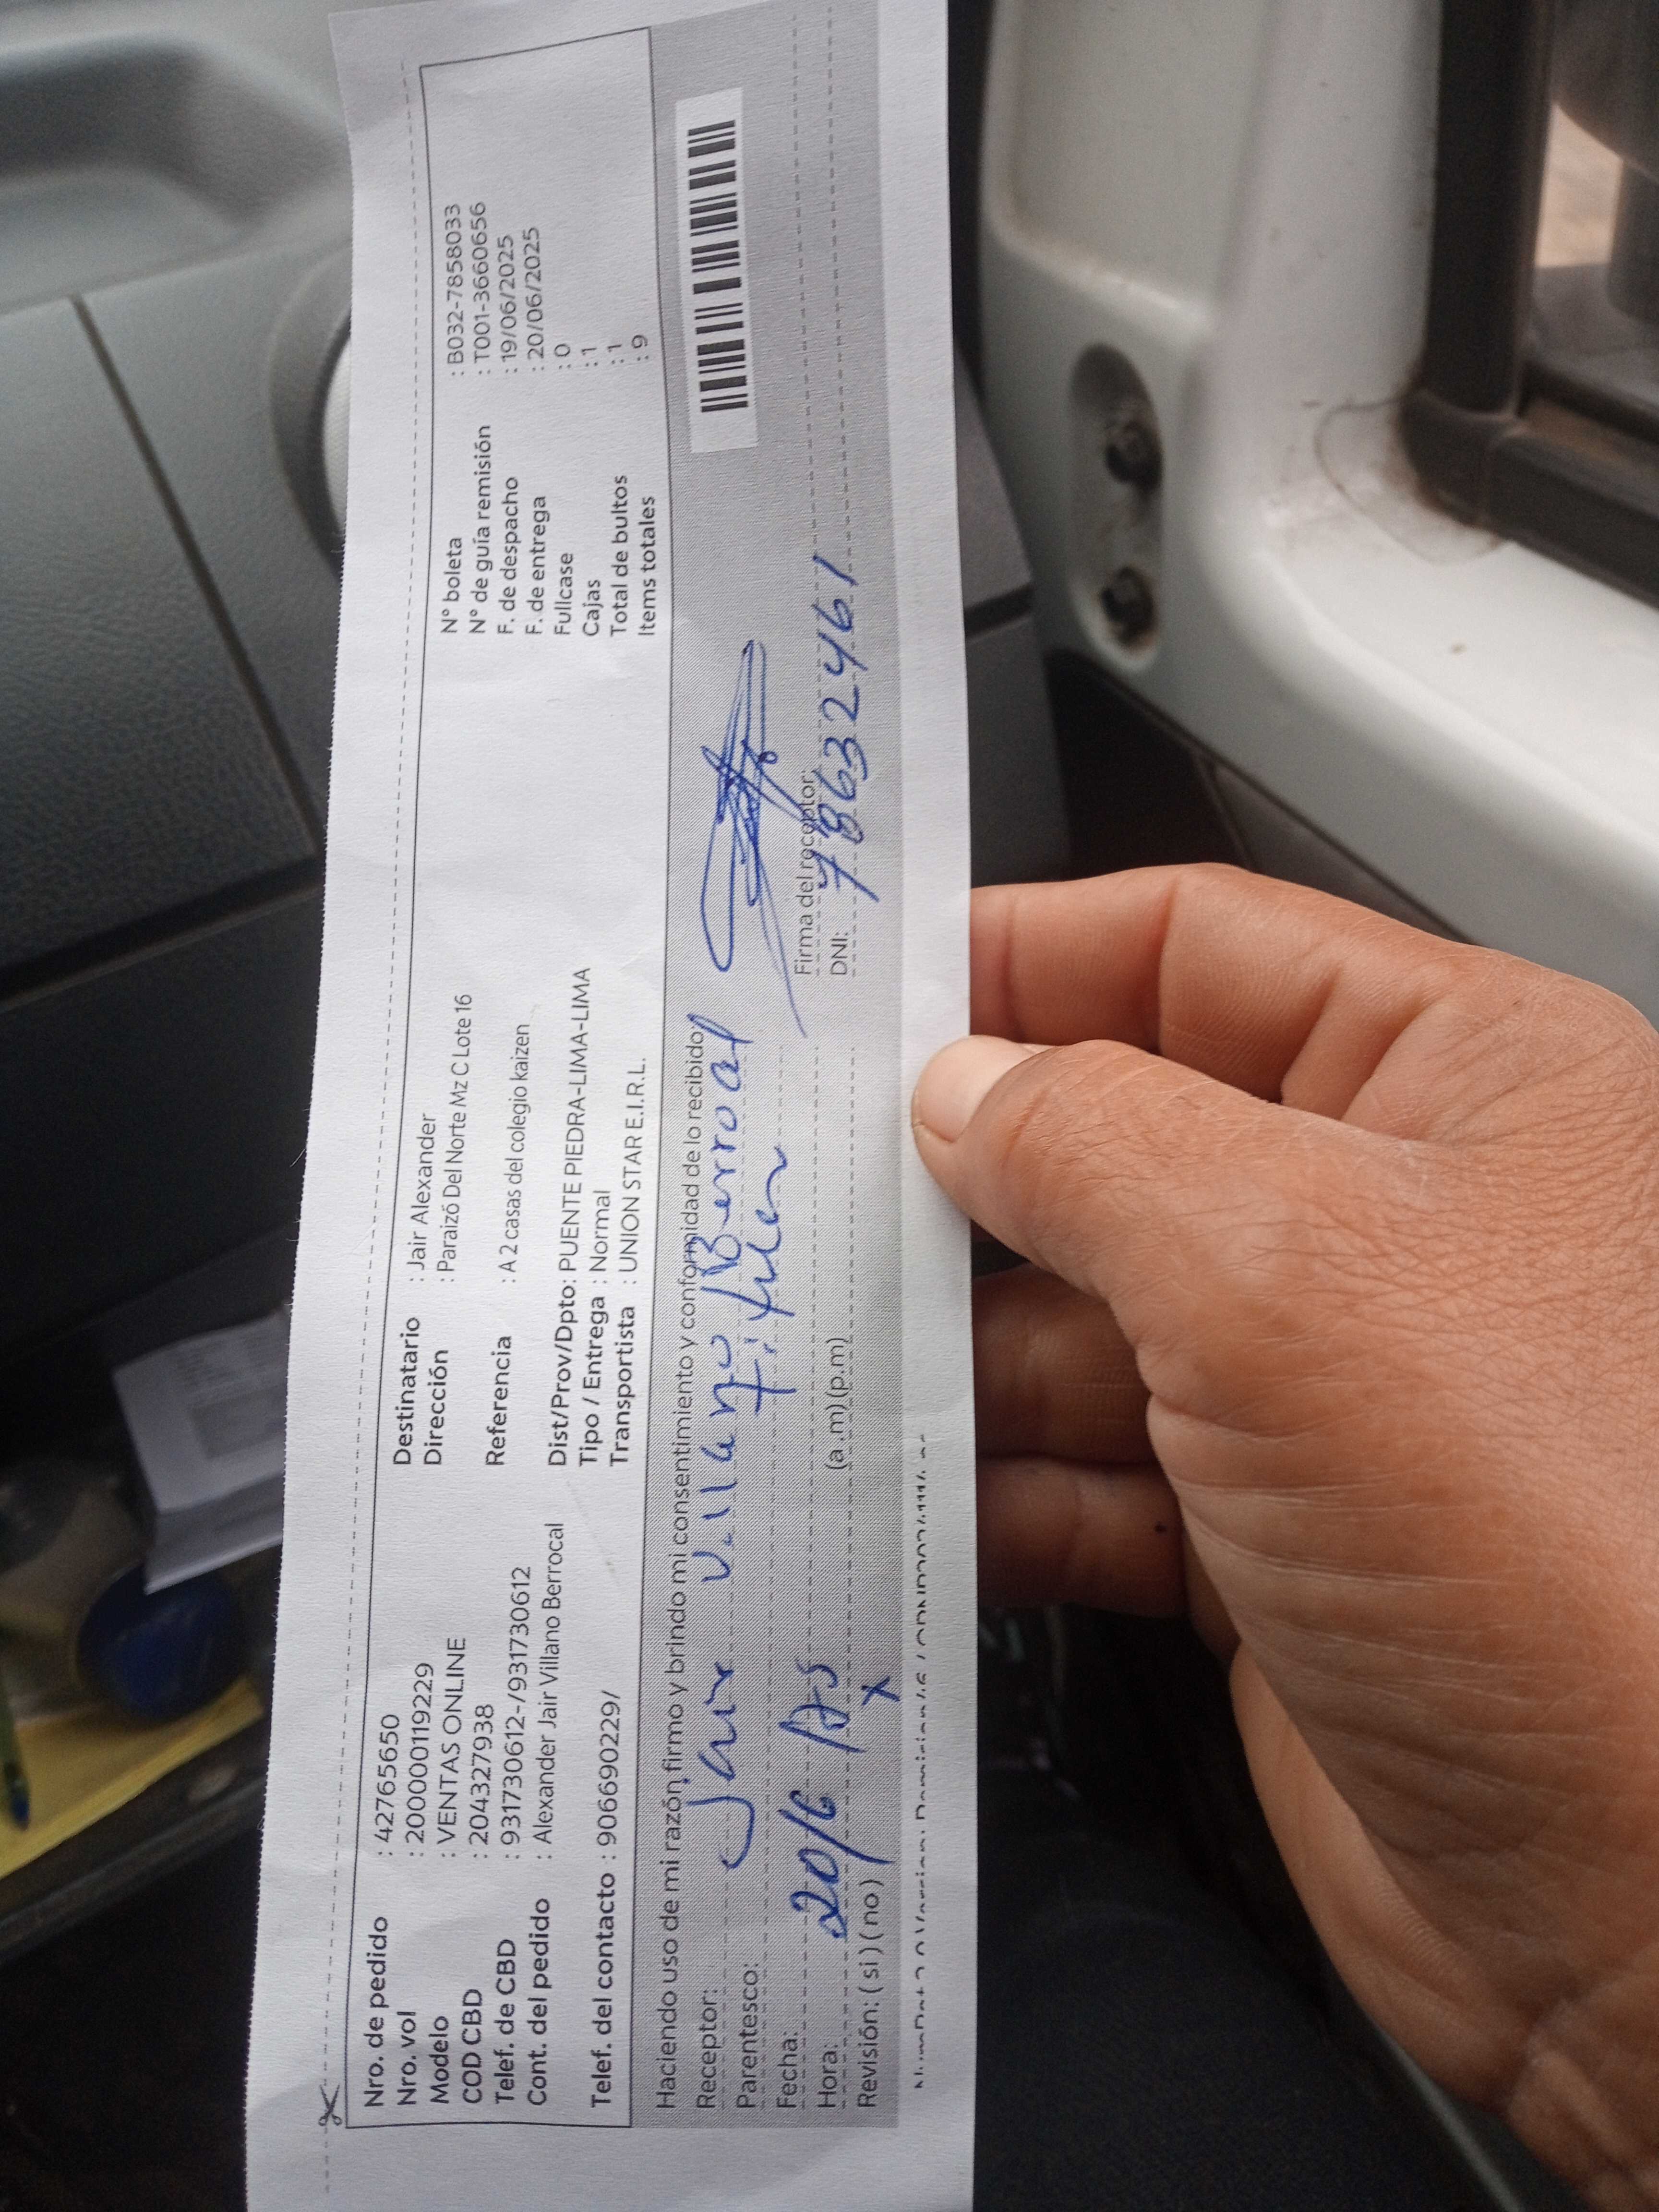 Nro. de pedido : 42765650
Nro. vol : 200000119229
Modelo : VENTAS ONLINE
COD CBD : 204327938
Telef. de CBD : 931730612-/931730612
Cont. del pedido : Alexander Jair Villano Berrocal
Telef. del contacto : 906690229/
Destinatario : Jair Alexander
Dirección : Paraizó Del Norte Mz C Lote 16
Referencia : A 2 casas del colegio kaizen
Dist/Prov/Dpto: PUENTE PIEDRA-LIMA-LIMA
Tipo / Entrega : Normal
Transportista : UNION STAR E.I.R.L.
N° boleta : B032-7858033
N° de guía remisión : T001-3660656
F. de despacho : 19/06/2025
F. de entrega : 20/06/2025
Fullcase : 0
Cajas : 1
Total de bultos : 1
Items totales : 9
Haciendo uso de mi razón firmo y brindo mi consentimiento y conformidad de lo recibido
Receptor: Villano Berrocal
Parentesco: Titular
Fecha: 20/6/25
Hora: (a .m) (p.m)
Revisión: ( si ) ( no ) X
Firma del receptor:
DNI: 78632461